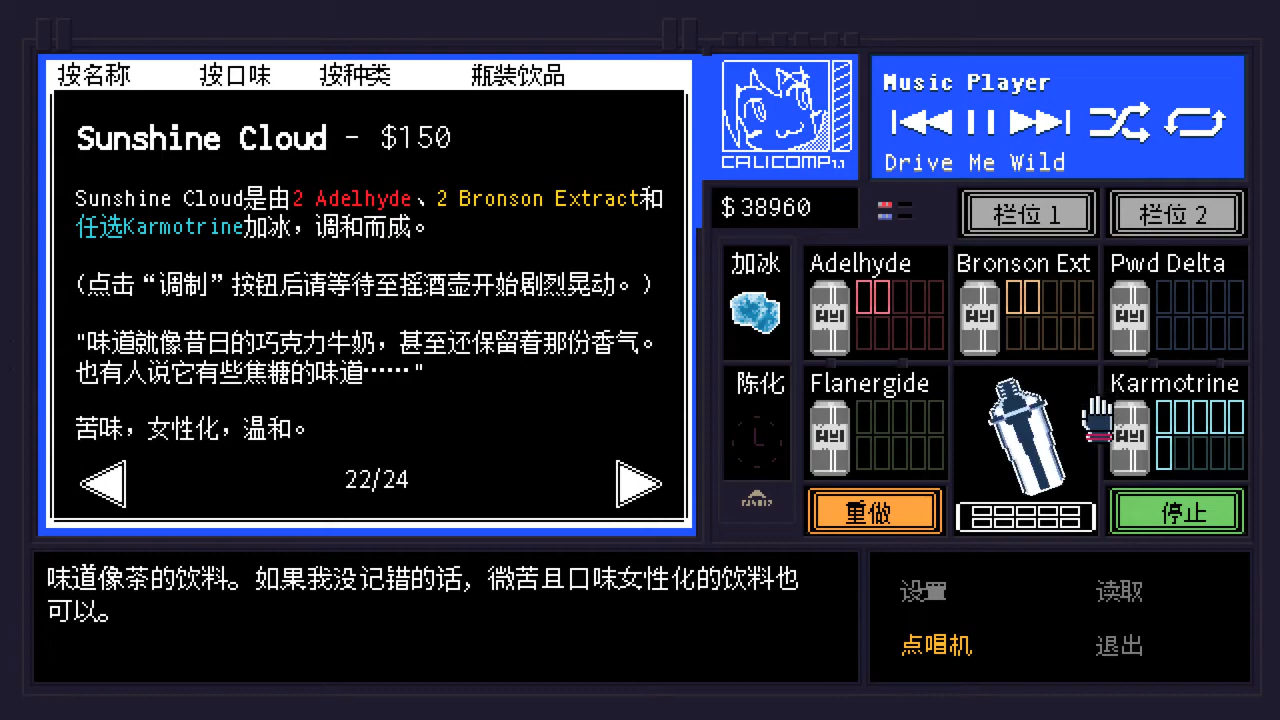 按名称 按口味 按种类 瓶装饮品
Sunshine Cloud - $150
Sunshine Cloud是由2 Adelhyde、2 Bronson Extract和
任选Karmotrine加冰，调和而成。
(点击“调制”按钮后请等待至摇酒壶开始剧烈晃动。)
"味道就像昔日的巧克力牛奶，甚至还保留着那份香气。
也有人说它有些焦糖的味道……"
苦味，女性化，温和。
22/24
CALICOMP1.1
Music Player
Drive Me Wild
$38960
栏位 1
栏位 2
加冰
Adelhyde
Bronson Ext
Pwd Delta
陈化
Flanergide
Karmotrine
重做
停止
味道像茶的饮料。如果我没记错的话，微苦且口味女性化的饮料也
可以。
设置
读取
点唱机
退出